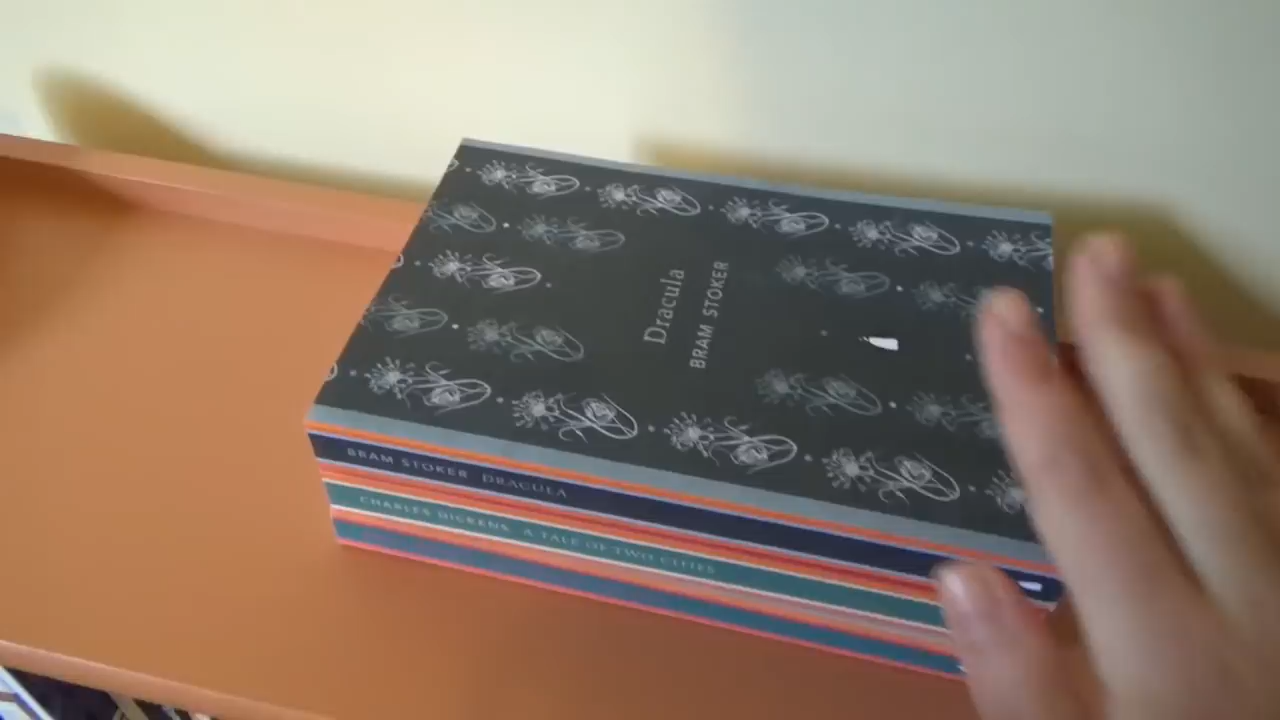 Dracula
BRAM STOKER
BRAM STOKER DRACULA
CHARLES DICKENS A TALE OF TWO CITIES